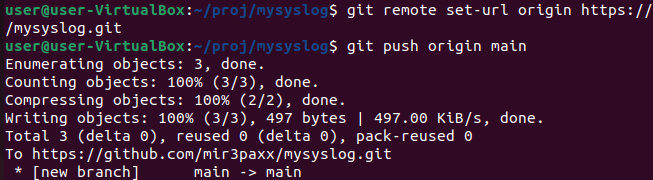 user@user-VirtualBox:~/proj/mysyslog$ git remote set-url origin https://
/mysyslog.git
user@user-VirtualBox:~/proj/mysyslog$ git push origin main
Enumerating objects: 3, done.
Counting objects: 100% (3/3), done.
Compressing objects: 100% (2/2), done.
Writing objects: 100% (3/3), 497 bytes | 497.00 KiB/s, done.
Total 3 (delta 0), reused 0 (delta 0), pack-reused 0
To https://github.com/mir3paxx/mysyslog.git
 * [new branch]      main -> main